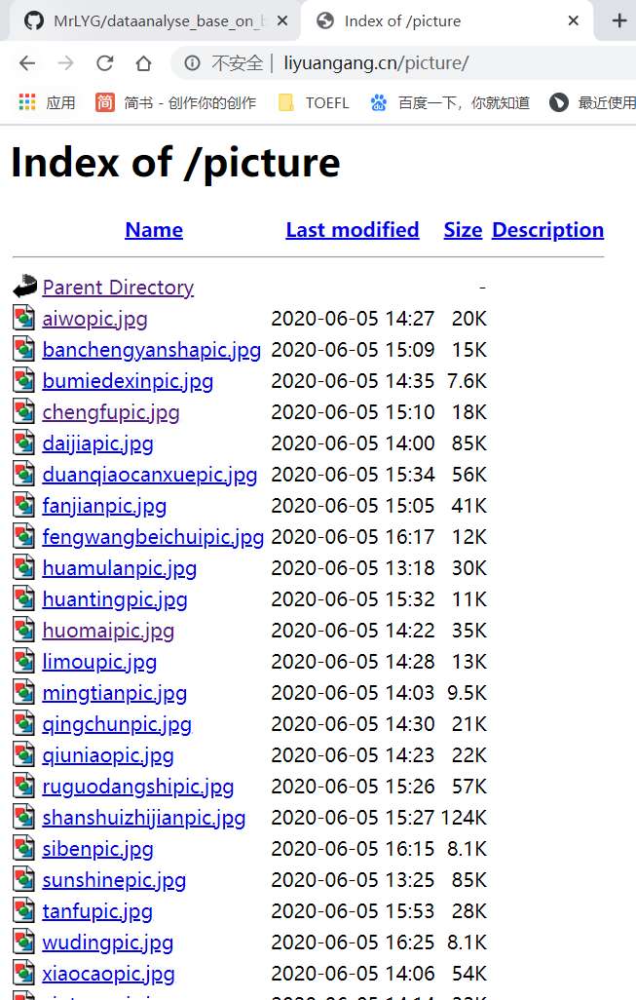 MrLYG/dataanalyse_base_on_b
Index of /picture
不安全 | liyuangang.cn/picture/
应用 简 简书 - 创作你的创作 TOEFL 百度一下，你就知道 最近使用
Index of /picture
Name Last modified Size Description
Parent Directory -
aiwopic.jpg 2020-06-05 14:27 20K
banchengyanshapic.jpg 2020-06-05 15:09 15K
bumiedexinpic.jpg 2020-06-05 14:35 7.6K
chengfupic.jpg 2020-06-05 15:10 18K
daijiapic.jpg 2020-06-05 14:00 85K
duanqiaocanxuepic.jpg 2020-06-05 15:34 56K
fanjianpic.jpg 2020-06-05 15:05 41K
fengwangbeichuipic.jpg 2020-06-05 16:17 12K
huamulanpic.jpg 2020-06-05 13:18 30K
huantingpic.jpg 2020-06-05 15:32 11K
huomaipic.jpg 2020-06-05 14:22 35K
limoupic.jpg 2020-06-05 14:28 13K
mingtianpic.jpg 2020-06-05 14:03 9.5K
qingchunpic.jpg 2020-06-05 14:30 21K
qiuniaopic.jpg 2020-06-05 14:23 22K
ruguodangshipic.jpg 2020-06-05 15:26 57K
shanshuizhijianpic.jpg 2020-06-05 15:27 124K
sibenpic.jpg 2020-06-05 16:15 8.1K
sunshinepic.jpg 2020-06-05 13:25 85K
tanfupic.jpg 2020-06-05 15:53 28K
wudingpic.jpg 2020-06-05 16:25 8.1K
xiaocaopic.jpg 2020-06-05 14:06 54K